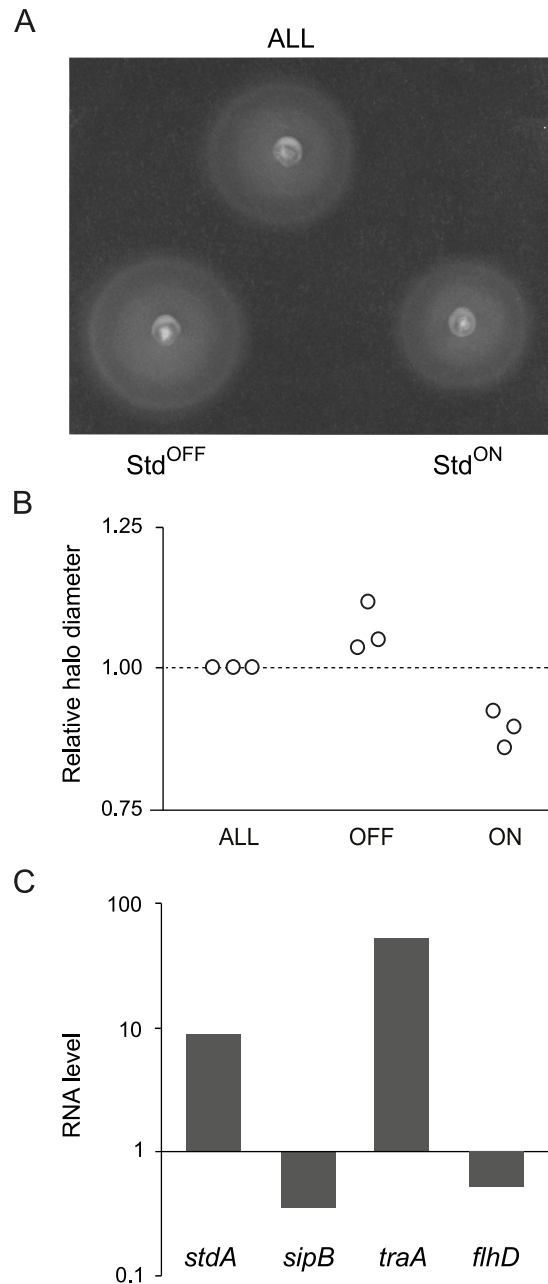 A
ALL
Std^OFF
Std^ON
B
1.25
1.00
0.75
Relative halo diameter
ALL OFF ON
C
100
10
1
0.1
RNA level
stdA sipB traA flhD